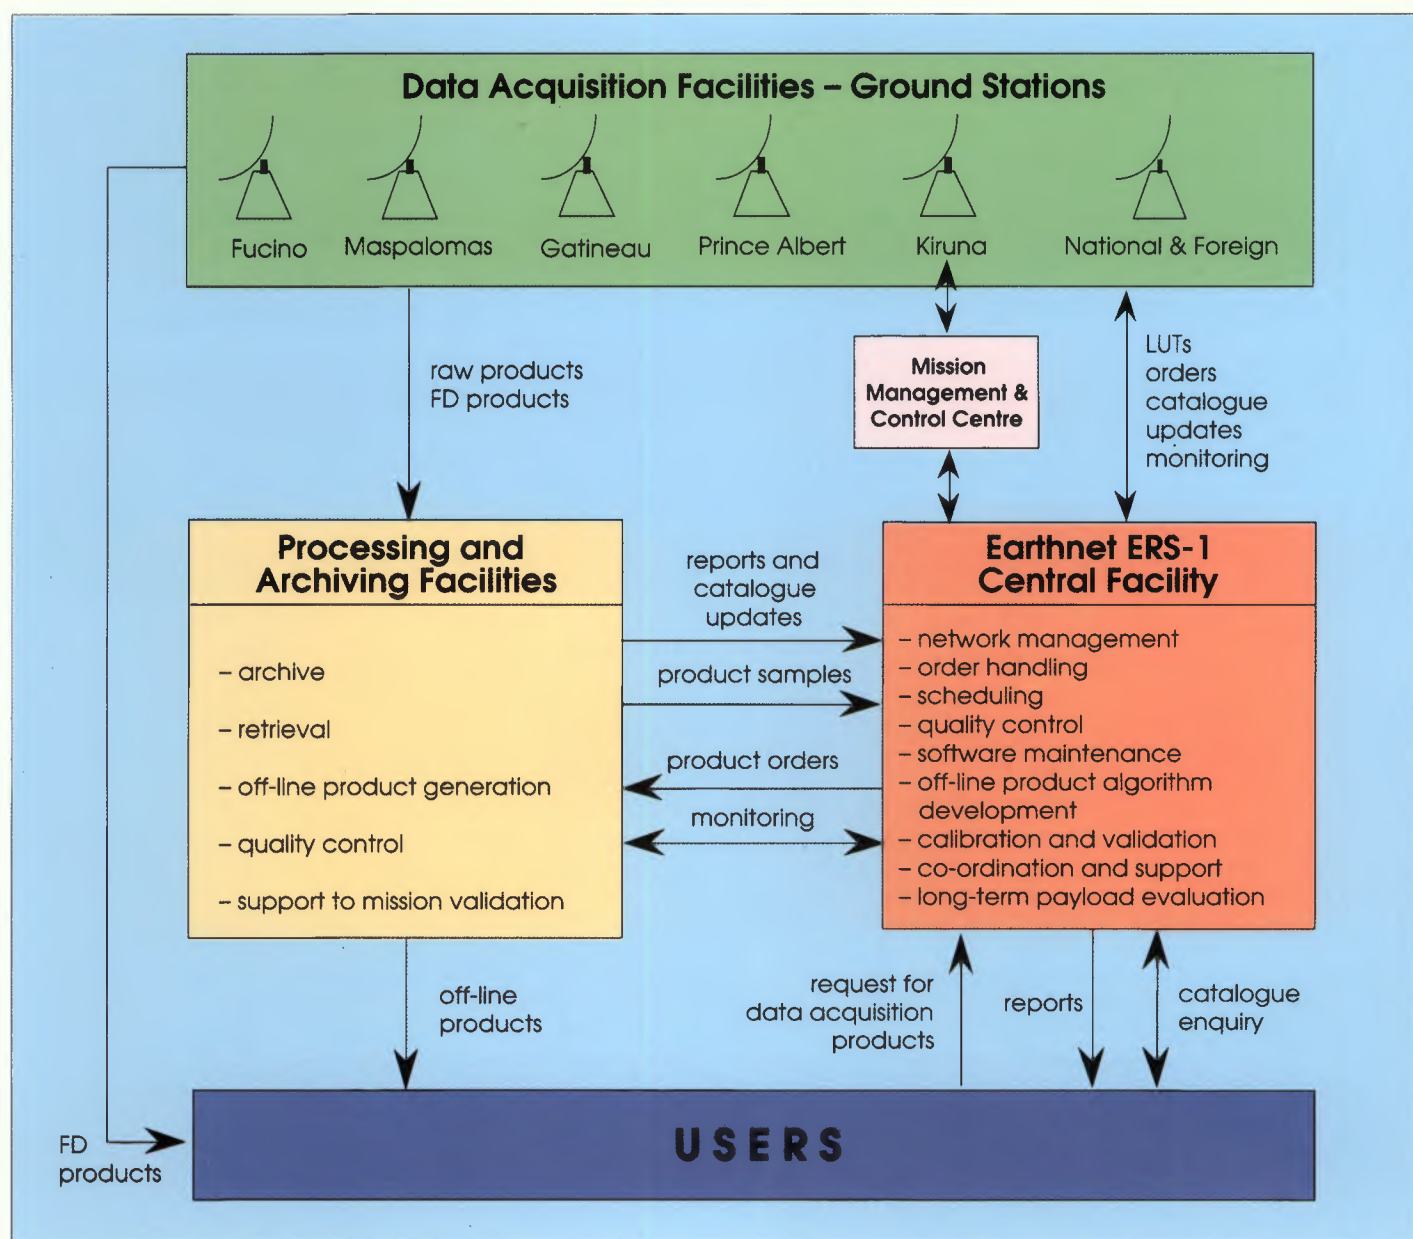 Data Acquisition Facilities – Ground Stations
Fucino
Maspalomas
Gatineau
Prince Albert
Kiruna
National & Foreign
raw products
FD products
Mission
Management &
Control Centre
LUTs
orders
catalogue
updates
monitoring
Processing and
Archiving Facilities
– archive
– retrieval
– off-line product generation
– quality control
– support to mission validation
reports and
catalogue
updates
product samples
product orders
monitoring
Earthnet ERS-1
Central Facility
– network management
– order handling
– scheduling
– quality control
– software maintenance
– off-line product algorithm
development
– calibration and validation
– co-ordination and support
– long-term payload evaluation
off-line
products
request for
data acquisition
products
reports
catalogue
enquiry
FD
products
USERS